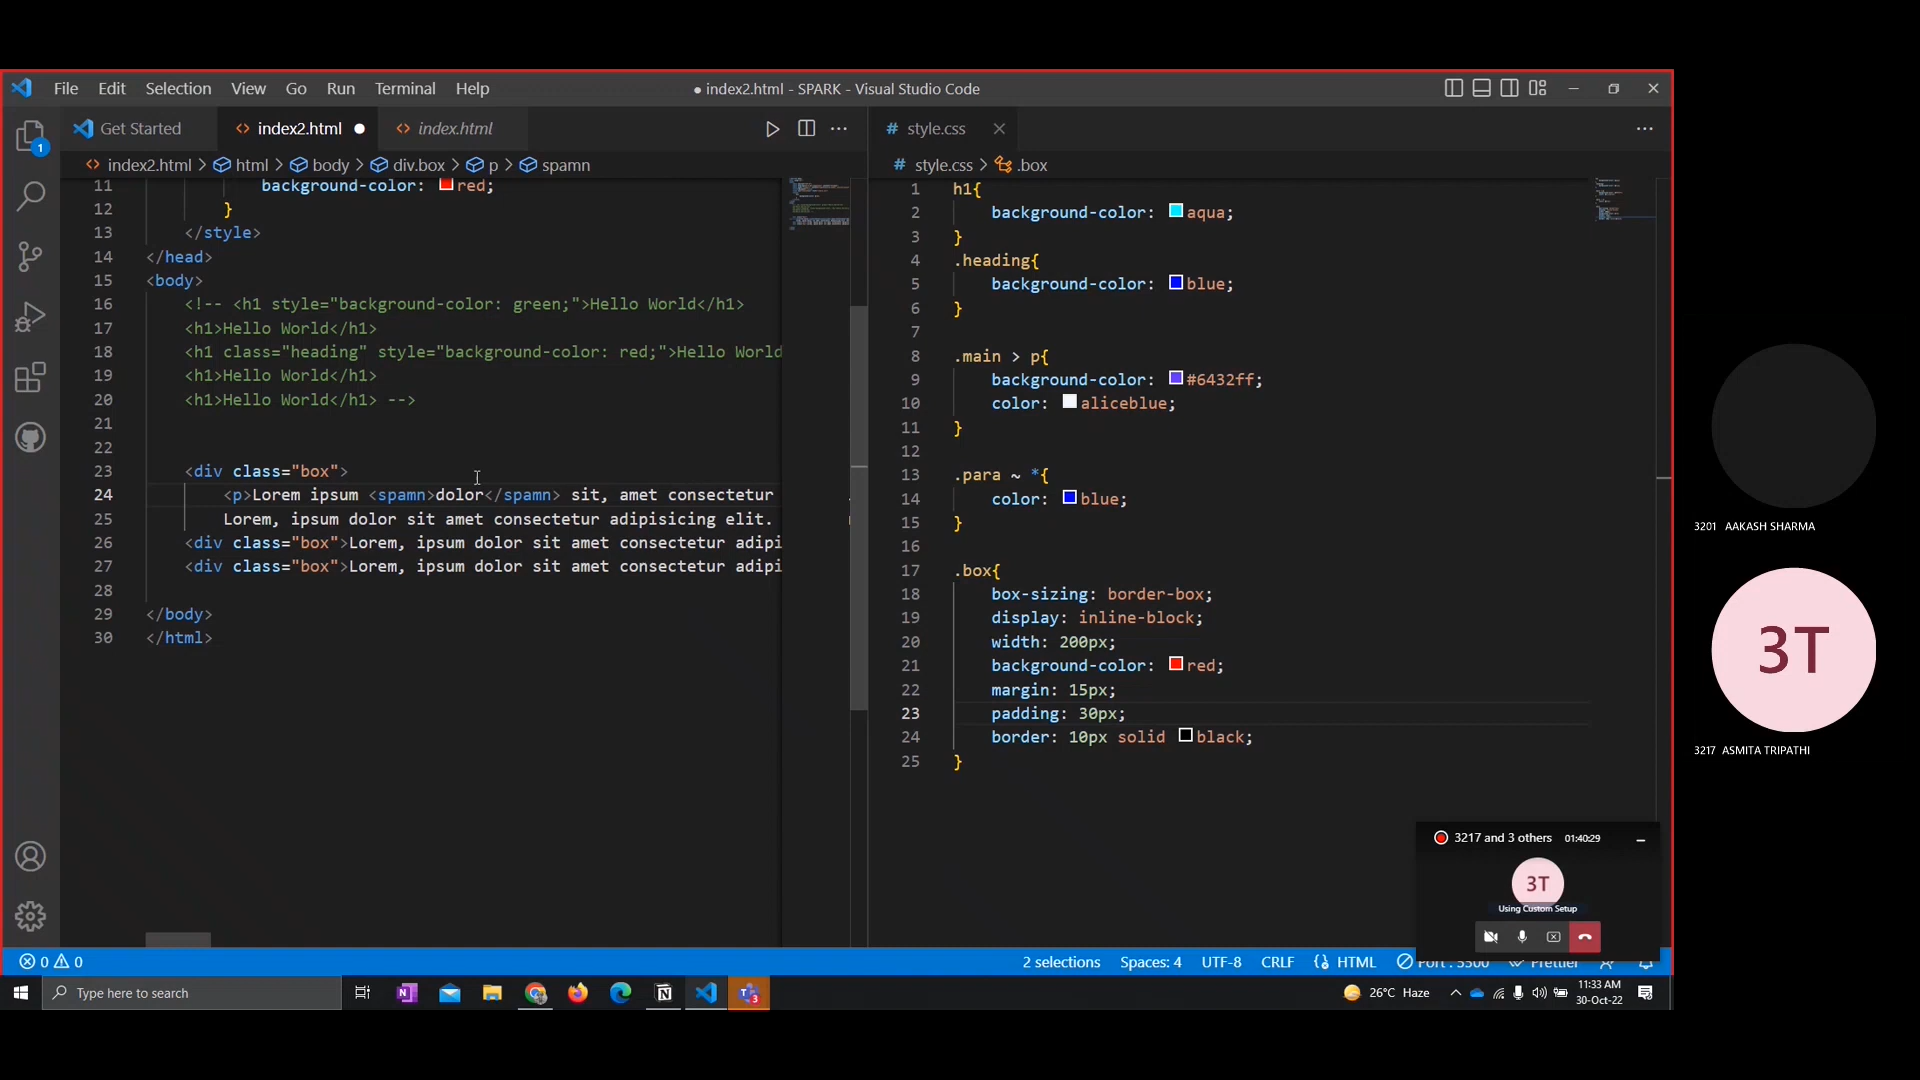 File Edit Selection View Go Run Terminal Help
● index2.html - SPARK - Visual Studio Code
Get Started
index2.html ●
index.html
# style.css
index2.html > html > body > div.box > p > spamn
# style.css > .box
1
11 background-color: red;
12 }
13 </style>
14 </head>
15 <body>
16 <!-- <h1 style="background-color: green;">Hello World</h1>
17 <h1>Hello World</h1>
18 <h1 class="heading" style="background-color: red;">Hello World
19 <h1>Hello World</h1>
20 <h1>Hello World</h1> -->
21
22
23 <div class="box">
24 <p>Lorem ipsum <spamn>dolor</spamn> sit, amet consectetur
25 Lorem, ipsum dolor sit amet consectetur adipisicing elit.
26 <div class="box">Lorem, ipsum dolor sit amet consectetur adipi
27 <div class="box">Lorem, ipsum dolor sit amet consectetur adipi
28
29 </body>
30 </html>
1 h1{
2 background-color: aqua;
3 }
4 .heading{
5 background-color: blue;
6 }
7
8 .main > p{
9 background-color: #6432ff;
10 color: aliceblue;
11 }
12
13 .para ~ *{
14 color: blue;
15 }
16
17 .box{
18 box-sizing: border-box;
19 display: inline-block;
20 width: 200px;
21 background-color: red;
22 margin: 15px;
23 padding: 30px;
24 border: 10px solid black;
25 }
3201 AAKASH SHARMA
3T
3217 ASMITA TRIPATHI
3217 and 3 others 01:40:29
3T
Using Custom Setup
0 0
2 selections Spaces: 4 UTF-8 CRLF HTML Port : 5500 Prettier
Type here to search
26°C Haze
11:33 AM
30-Oct-22